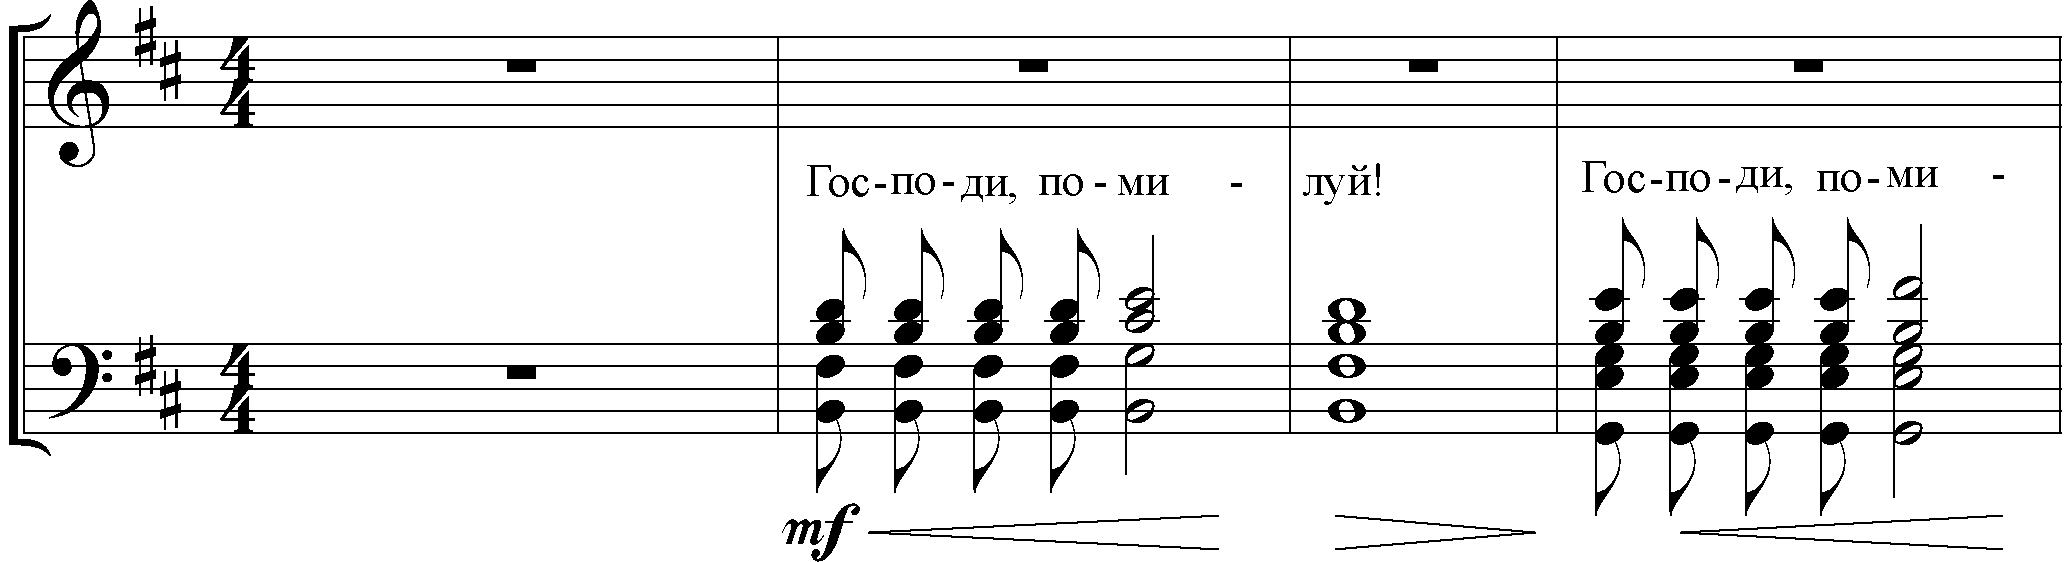 Гос-по-ди, по-ми - луй! Гос-по-ди, по-ми -
mf